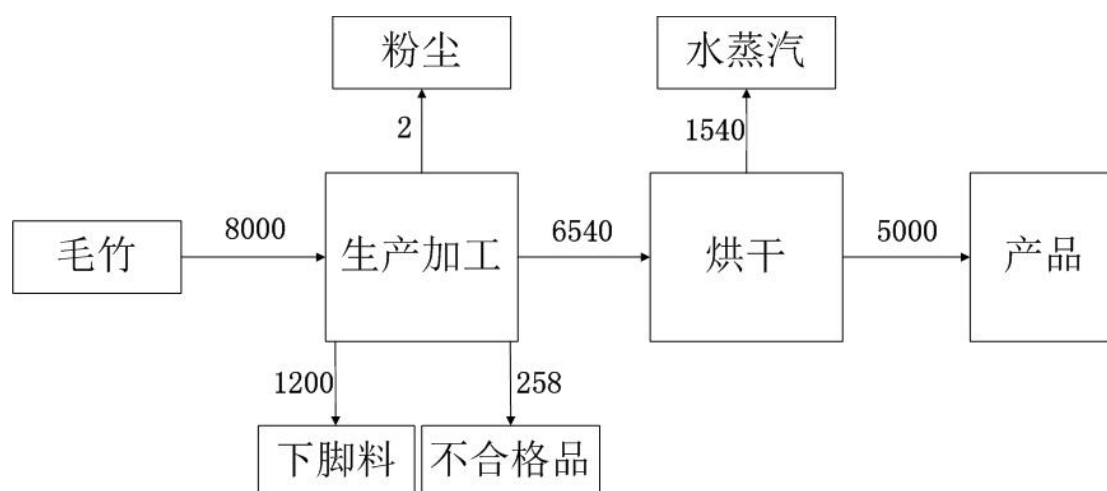 粉尘
水蒸汽
2
1540
毛竹
8000
生产加工
6540
烘干
5000
产品
1200
258
下脚料
不合格品